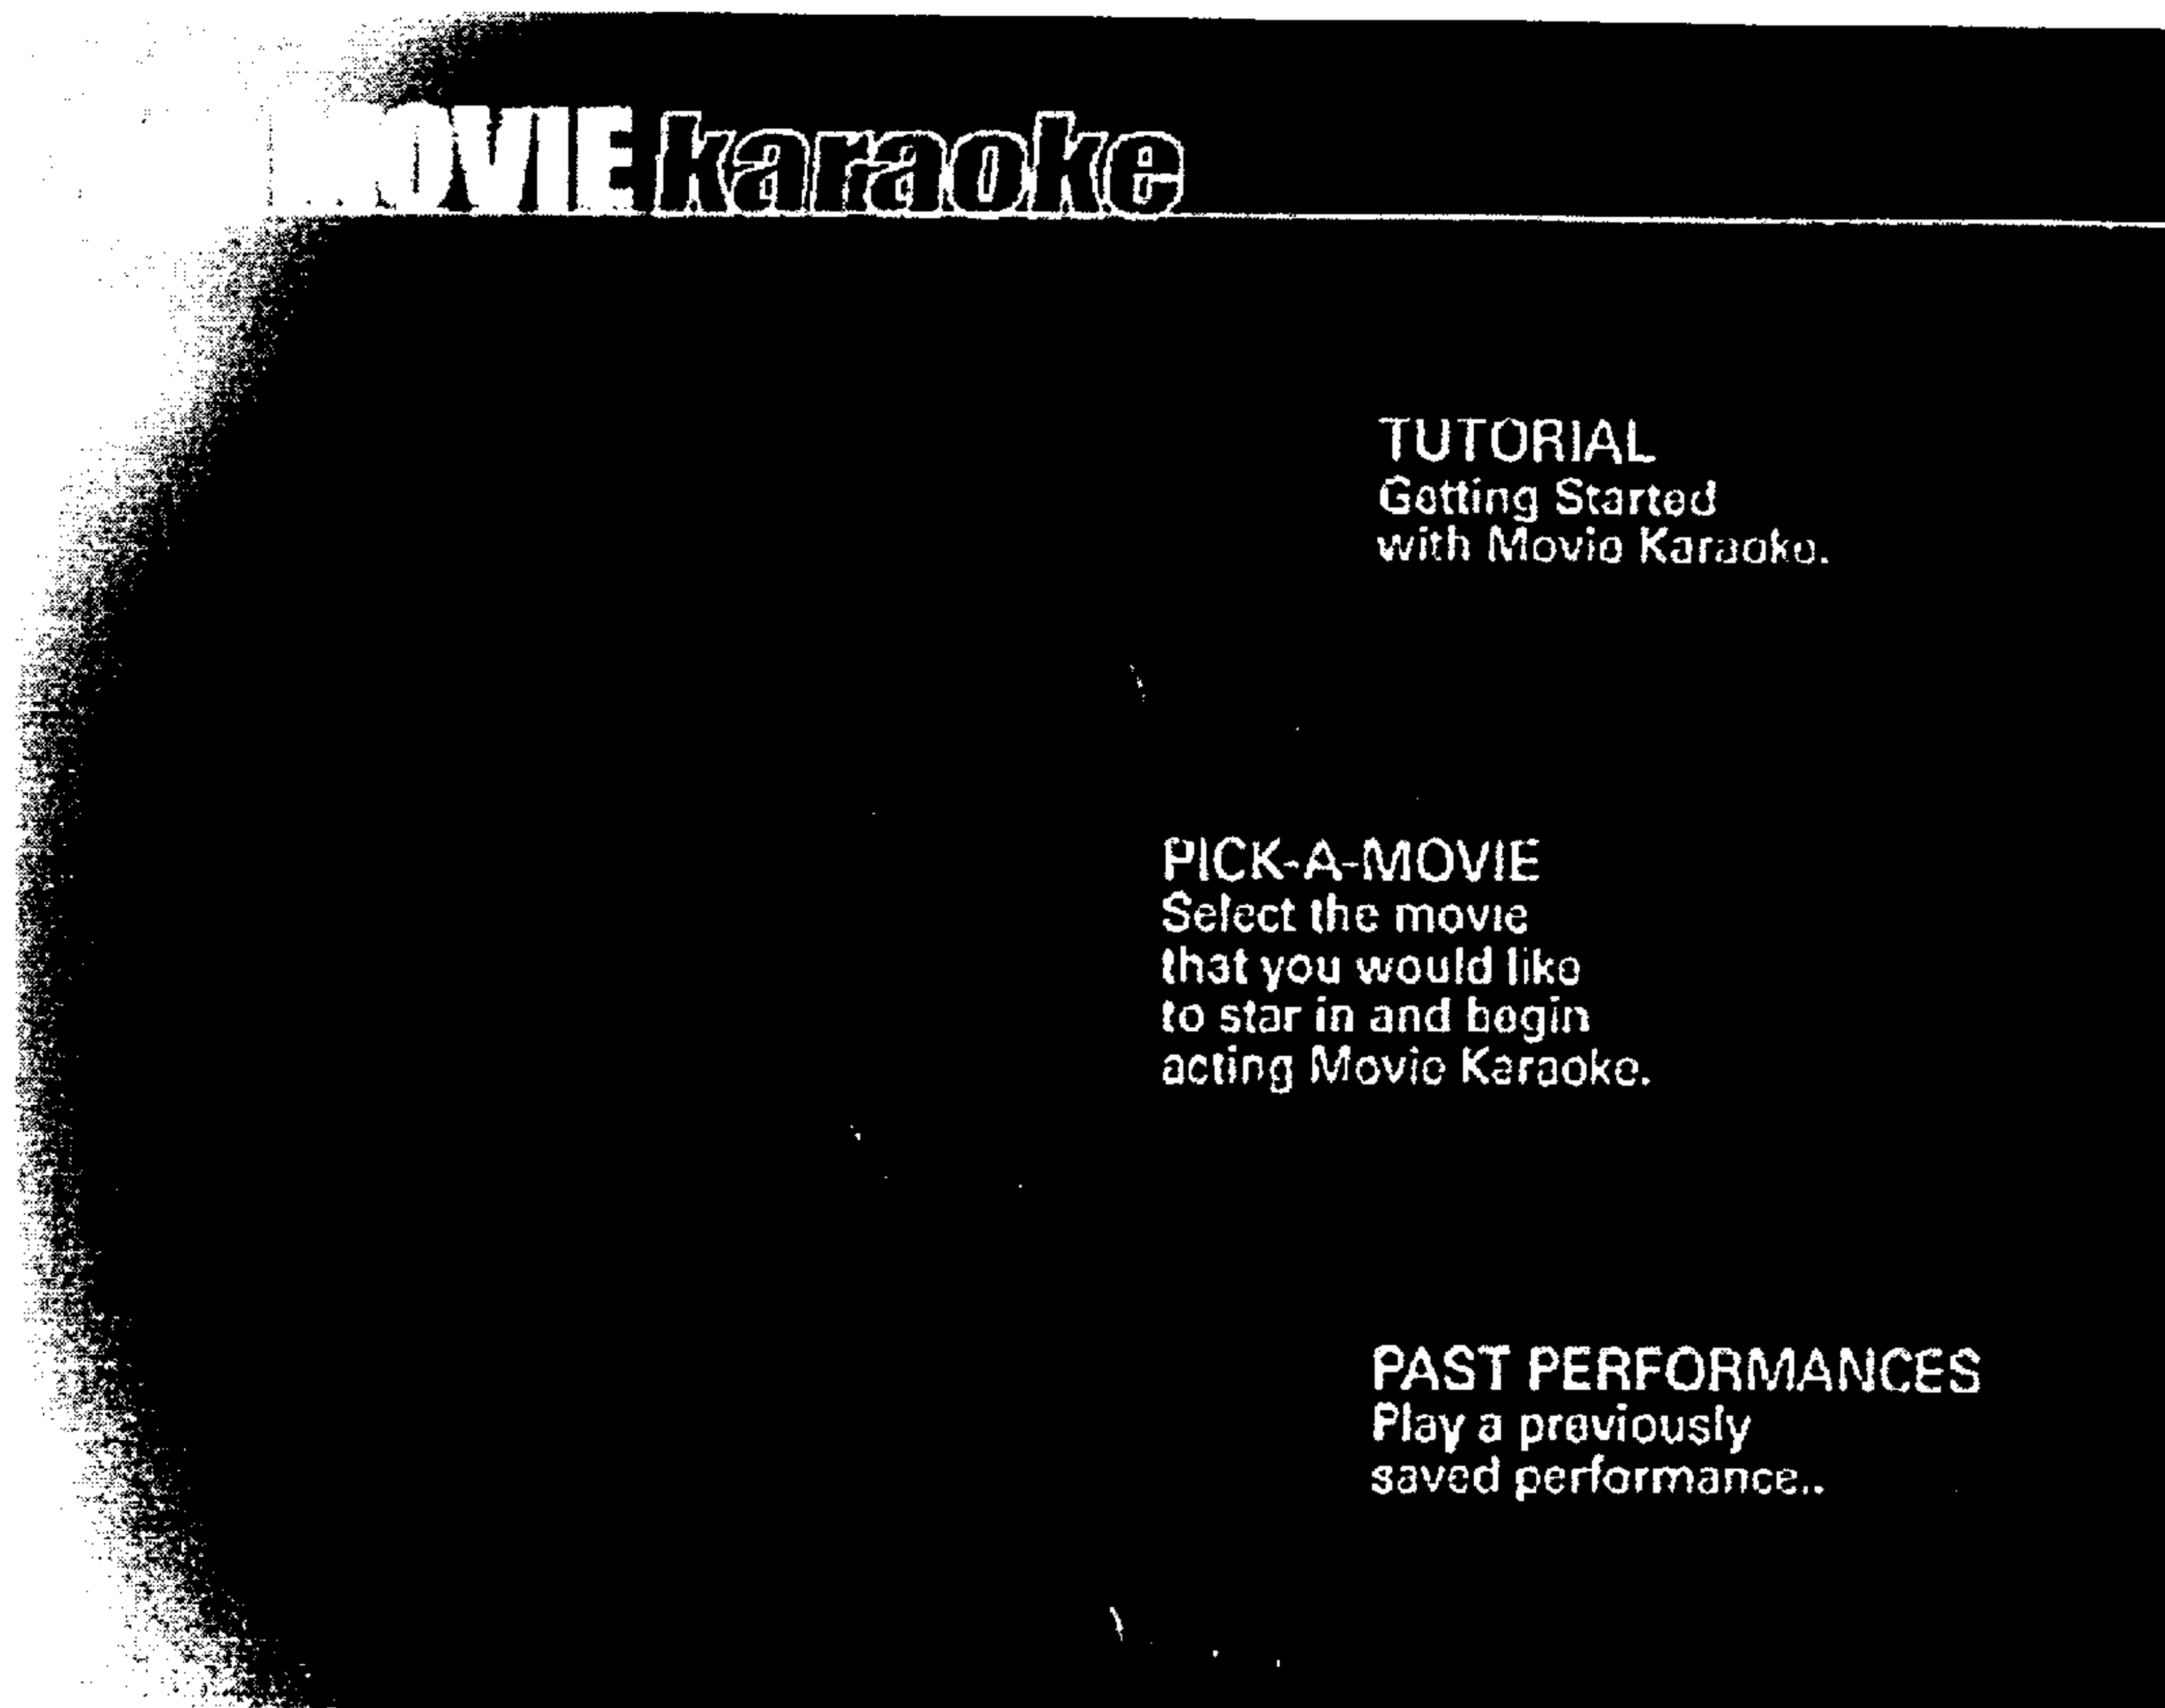 MOVIE karaoke
TUTORIAL
Getting Started
with Movie Karaoke.
PICK-A-MOVIE
Select the movie
that you would like
to star in and begin
acting Movie Karaoke.
PAST PERFORMANCES
Play a previously
saved performance..